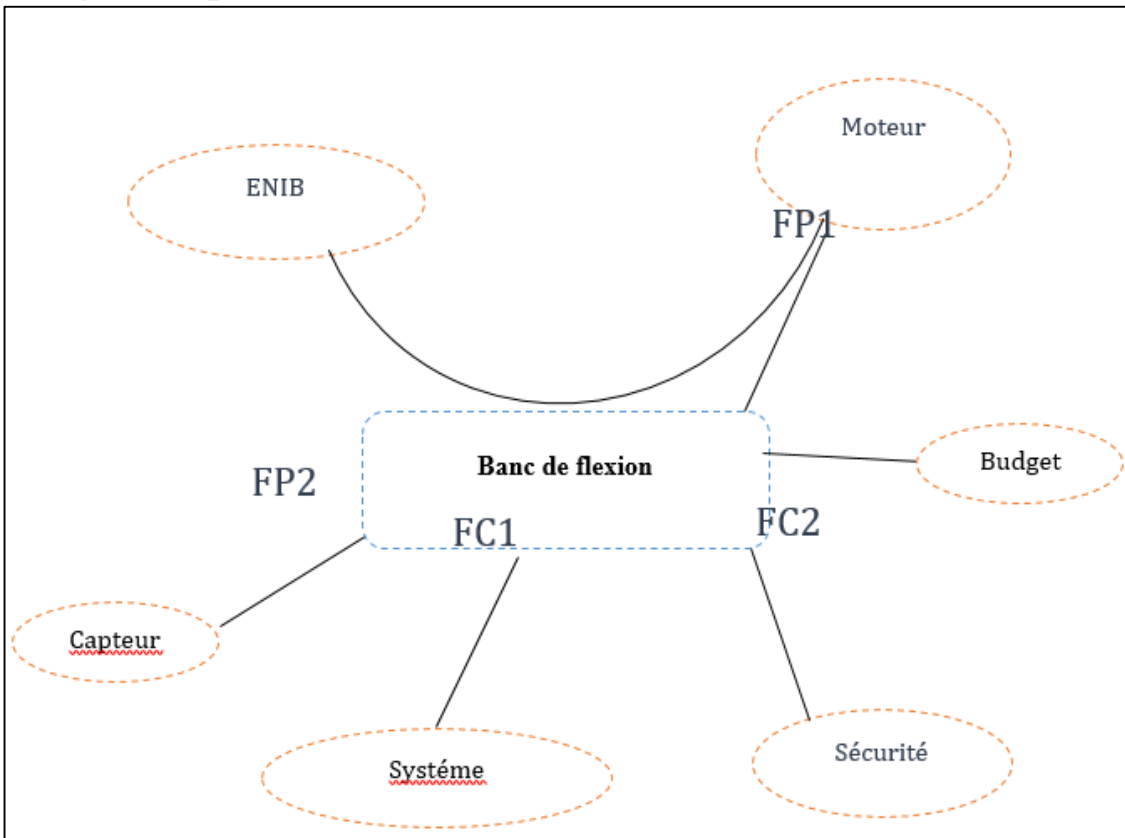 Moteur
ENIB
FP1
Banc de flexion
Budget
FP2
FC1
FC2
Capteur
Systéme
Sécurité